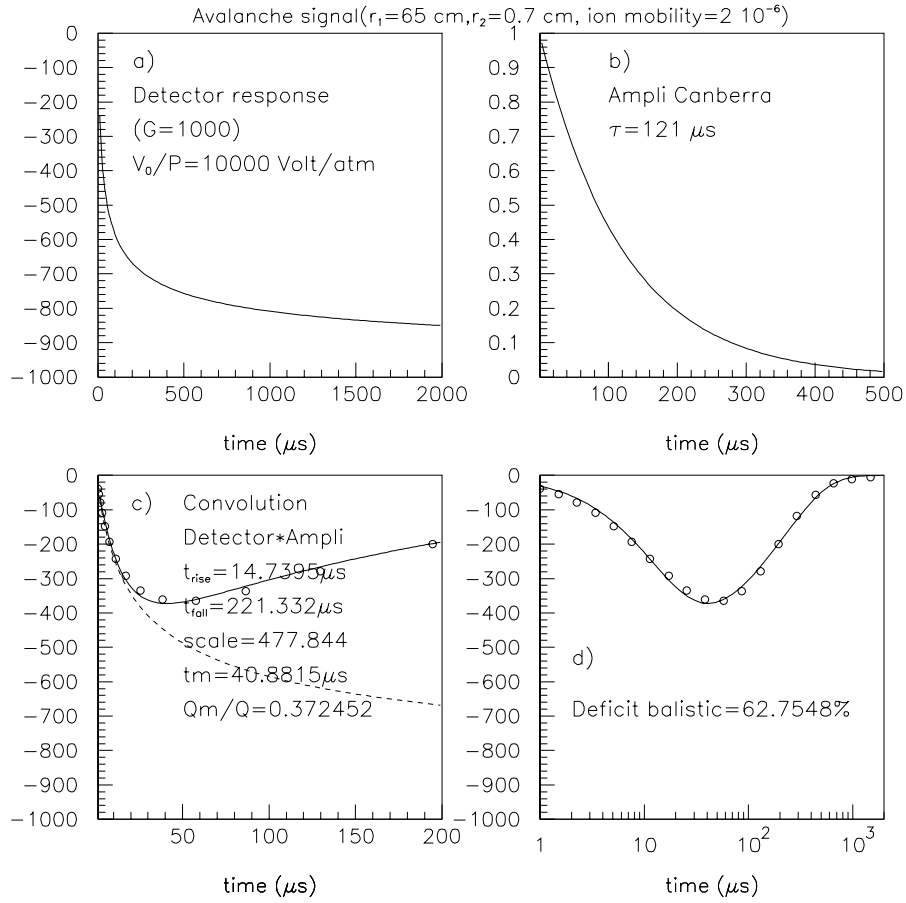 Avalanche signal(r₁=65 cm,r₂=0.7 cm, ion mobility=2 10⁻⁶)
0
−100
−200
−300
−400
−500
−600
−700
−800
−900
−1000
a)
Detector response
(G=1000)
V₀/P=10000 Volt/atm
0 500 1000 1500 2000
time (μs)
1
0.9
0.8
0.7
0.6
0.5
0.4
0.3
0.2
0.1
0
b)
Ampli Canberra
τ=121 μs
100 200 300 400 500
time (μs)
0
−100
−200
−300
−400
−500
−600
−700
−800
−900
−1000
c) Convolution
Detector*Ampli
t_rise=14.7395μs
t_fall=221.332μs
scale=477.844
tm=40.8815μs
Qm/Q=0.372452
50 100 150 200
time (μs)
0
−100
−200
−300
−400
−500
−600
−700
−800
−900
−1000
d)
Deficit balistic=62.7548%
1 10 10² 10³
time (μs)